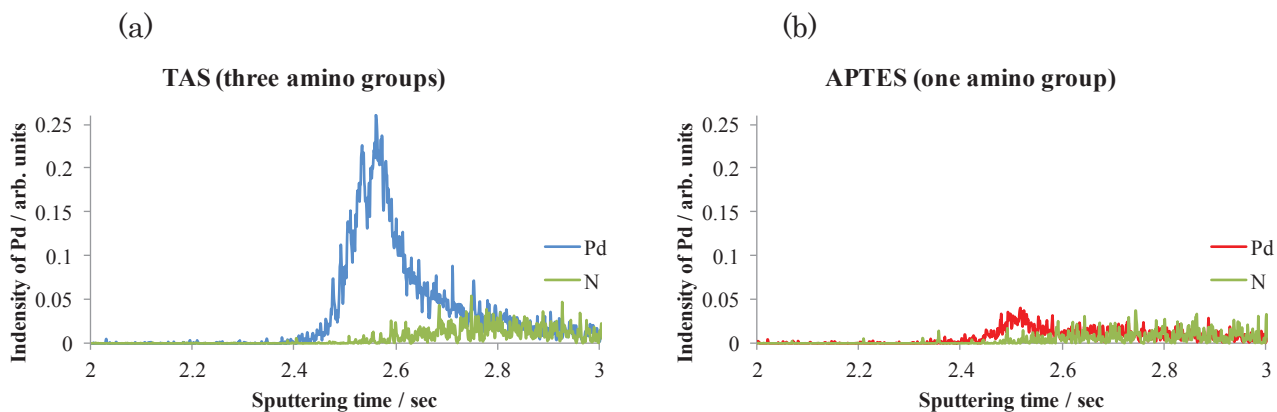 (a)
TAS (three amino groups)
Indensity of Pd / arb. units
0.25
0.2
0.15
0.1
0.05
0
2
2.2
2.4
2.6
2.8
3
Sputtering time / sec
Pd
N
(b)
APTES (one amino group)
Indensity of Pd / arb. units
0.25
0.2
0.15
0.1
0.05
0
2
2.2
2.4
2.6
2.8
3
Sputtering time / sec
Pd
N